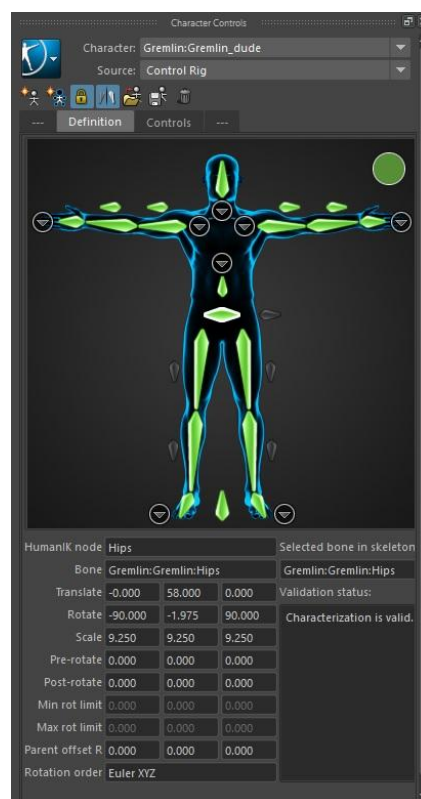 Character Controls
Character: Gremlin:Gremlin_dude
Source: Control Rig
--- Definition Controls ---
HumanIK node Hips Selected bone in skeleton
Bone Gremlin:Gremlin:Hips Gremlin:Gremlin:Hips
Translate -0.000 58.000 0.000 Validation status:
Rotate -90.000 -1.975 90.000 Characterization is valid.
Scale 9.250 9.250 9.250
Pre-rotate 0.000 0.000 0.000
Post-rotate 0.000 0.000 0.000
Min rot limit 0.000 0.000 0.000
Max rot limit 0.000 0.000 0.000
Parent offset R 0.000 0.000 0.000
Rotation order Euler XYZ